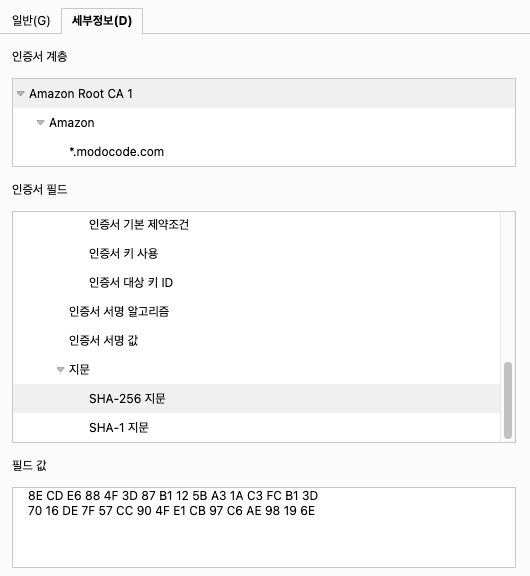 일반(G) 세부정보(D)
인증서 계층
Amazon Root CA 1
Amazon
*.modocode.com
인증서 필드
인증서 기본 제약조건
인증서 키 사용
인증서 대상 키 ID
인증서 서명 알고리즘
인증서 서명 값
지문
SHA-256 지문
SHA-1 지문
필드 값
8E CD E6 88 4F 3D 87 B1 12 5B A3 1A C3 FC B1 3D
70 16 DE 7F 57 CC 90 4F E1 CB 97 C6 AE 98 19 6E